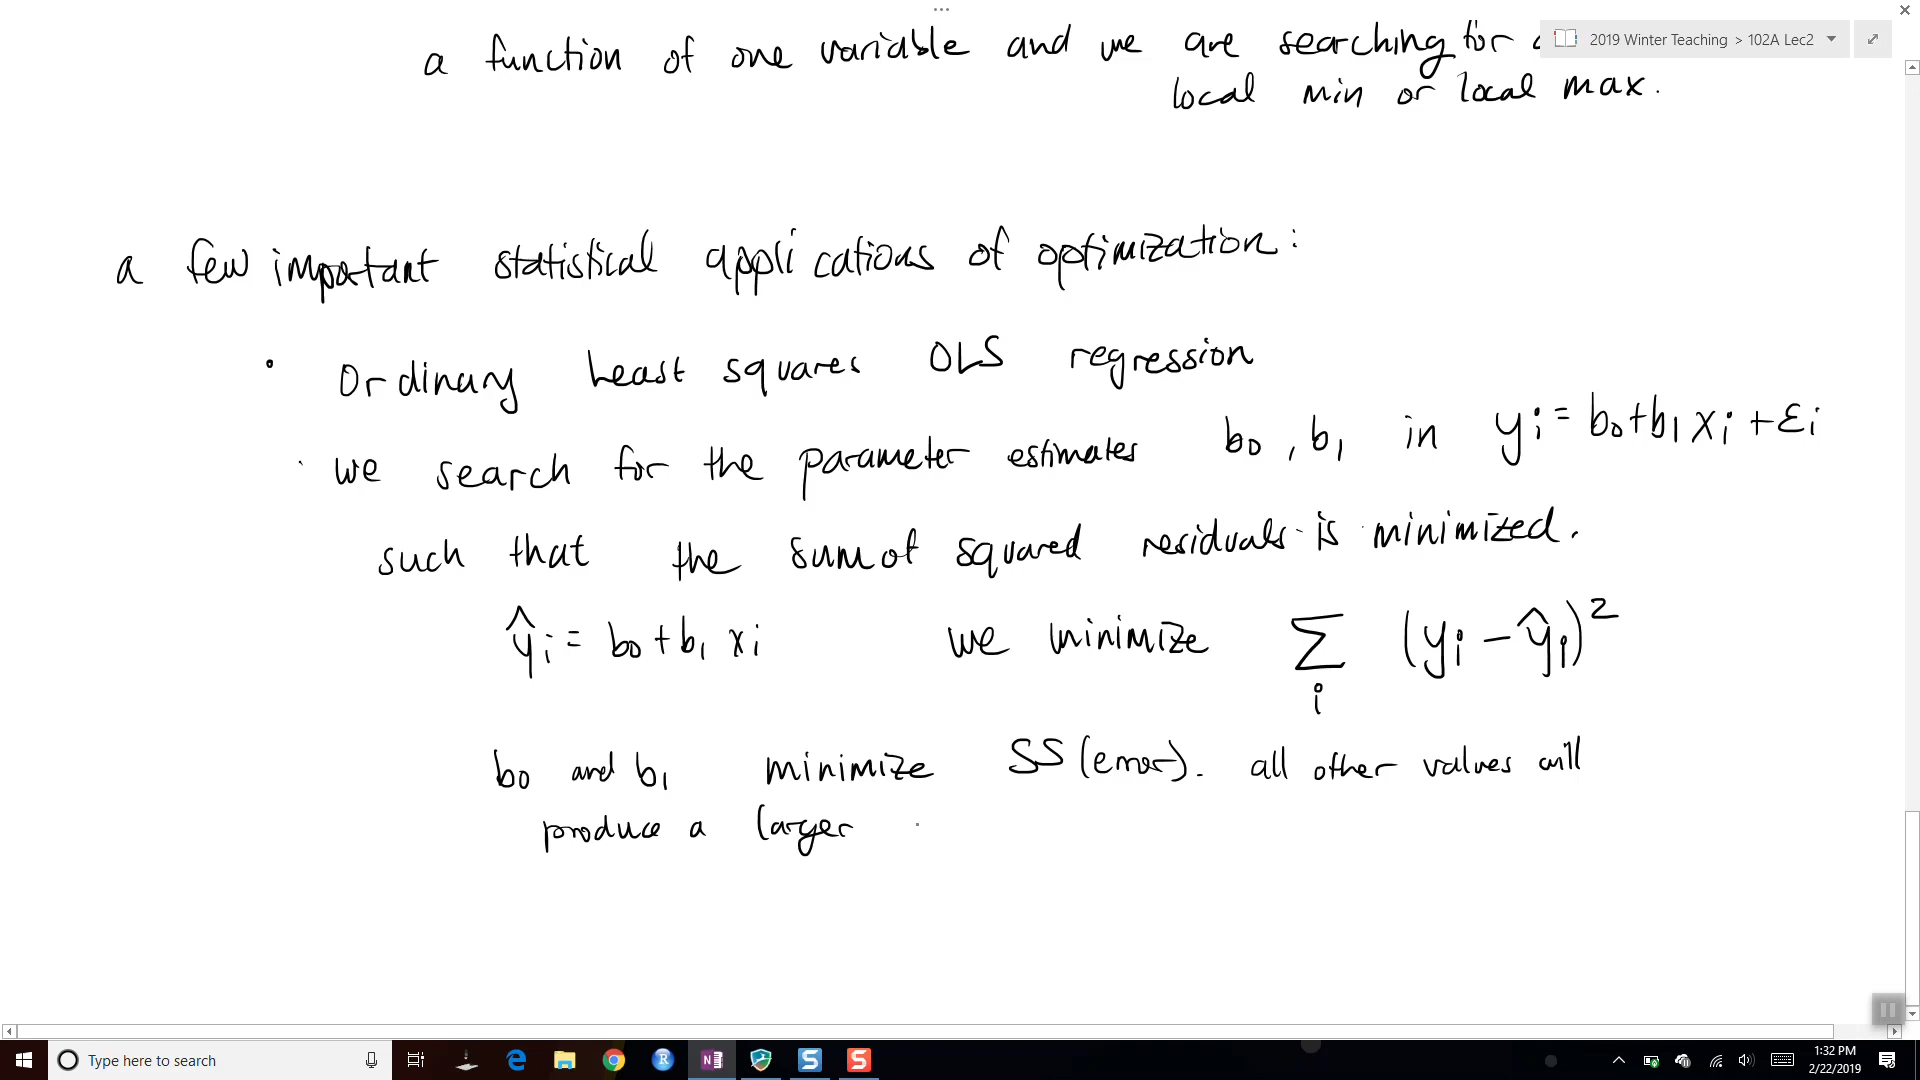 a function of one variable and we are searching for
2019 Winter Teaching > 102A Lec2
local min or local max.
a few important statistical applications of optimization:
• Ordinary Least squares OLS regression
we search for the parameter estimates b₀, b₁ in yᵢ = b₀+b₁xᵢ+εᵢ
such that the sum of squared residuals is minimized.
ŷᵢ = b₀+b₁xᵢ we minimize Σᵢ (yᵢ − ŷᵢ)²
b₀ and b₁ minimize SS(error). all other values will
produce a larger
Type here to search
1:32 PM
2/22/2019